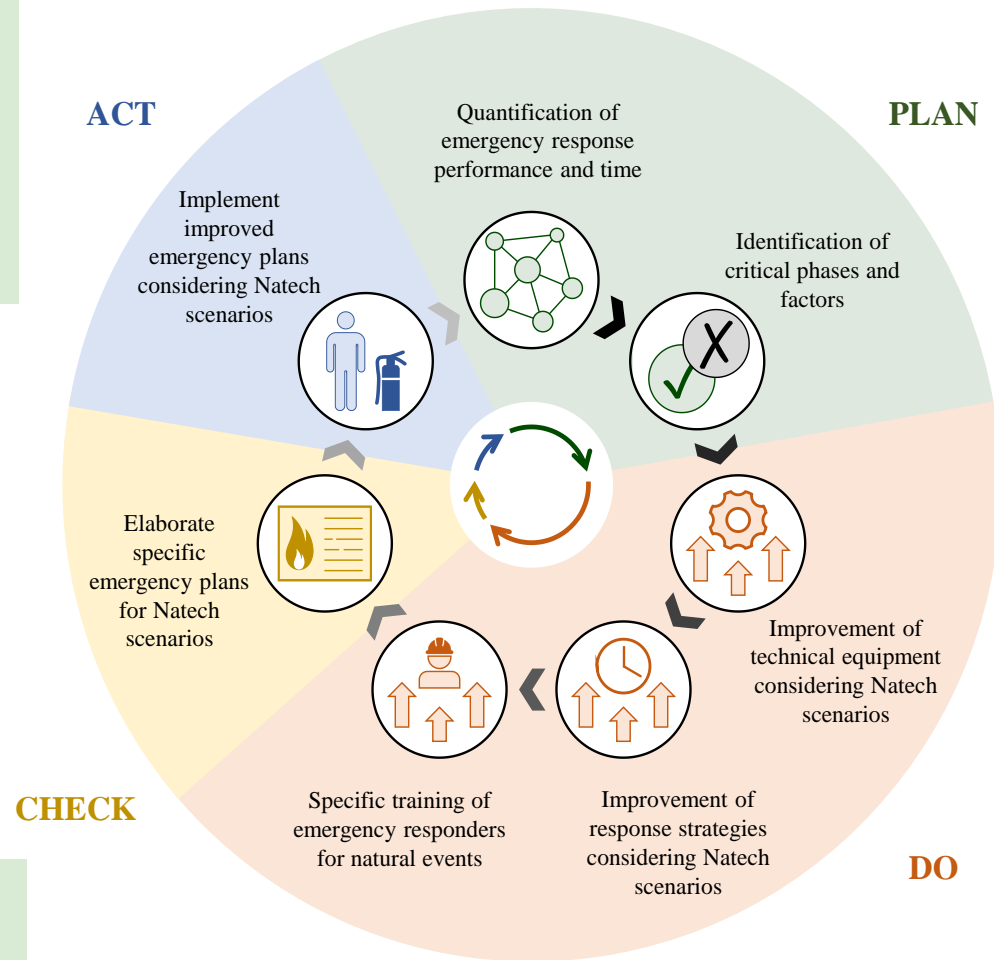 ACT
PLAN
Quantification of
emergency response
performance and time
Identification of
critical phases and
factors
Improvement of
technical equipment
considering Natech
scenarios
Improvement of
response strategies
considering Natech
scenarios
DO
Specific training of
emergency responders
for natural events
CHECK
Elaborate
specific
emergency plans
for Natech
scenarios
Implement
improved
emergency plans
considering Natech
scenarios